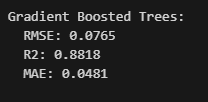 Gradient Boosted Trees:
  RMSE: 0.0765
  R2: 0.8818
  MAE: 0.0481